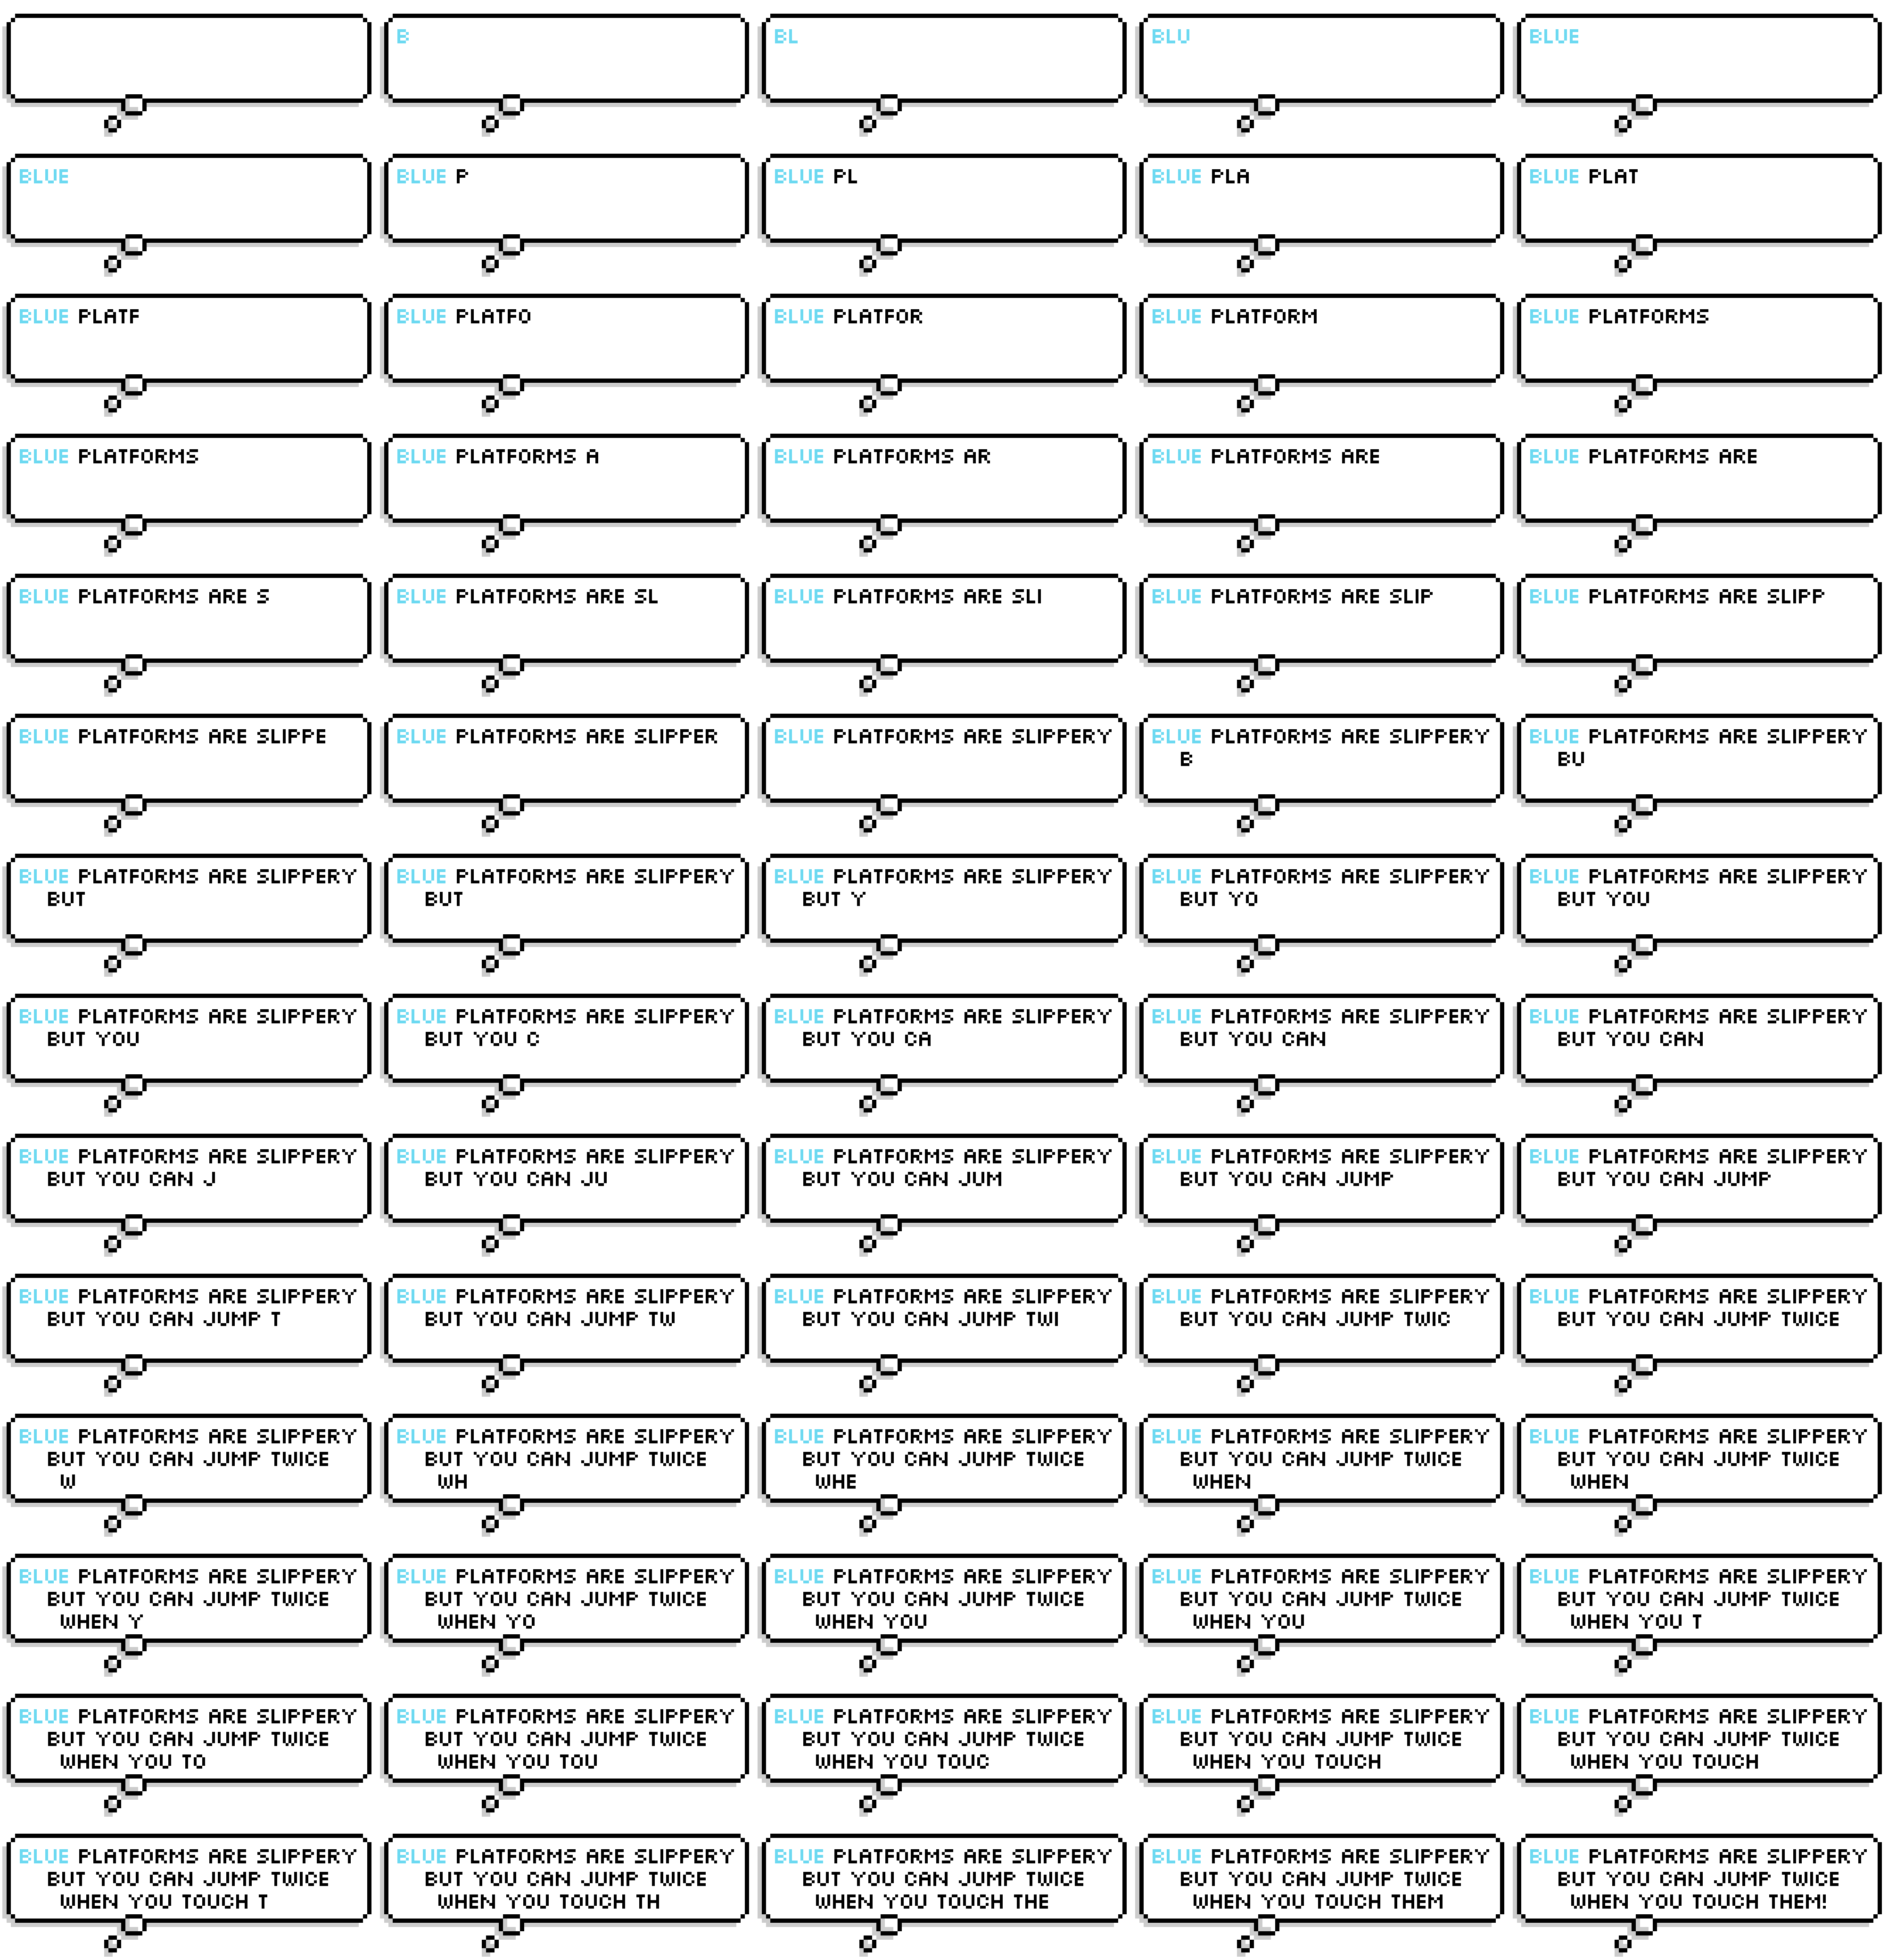 B
BL
BLU
BLUE
BLUE
BLUE P
BLUE PL
BLUE PLA
BLUE PLAT
BLUE PLATF
BLUE PLATFO
BLUE PLATFOR
BLUE PLATFORM
BLUE PLATFORMS
BLUE PLATFORMS
BLUE PLATFORMS A
BLUE PLATFORMS AR
BLUE PLATFORMS ARE
BLUE PLATFORMS ARE
BLUE PLATFORMS ARE S
BLUE PLATFORMS ARE SL
BLUE PLATFORMS ARE SLI
BLUE PLATFORMS ARE SLIP
BLUE PLATFORMS ARE SLIPP
BLUE PLATFORMS ARE SLIPPE
BLUE PLATFORMS ARE SLIPPER
BLUE PLATFORMS ARE SLIPPERY
BLUE PLATFORMS ARE SLIPPERY
B
BLUE PLATFORMS ARE SLIPPERY
BU
BLUE PLATFORMS ARE SLIPPERY
BUT
BLUE PLATFORMS ARE SLIPPERY
BUT
BLUE PLATFORMS ARE SLIPPERY
BUT Y
BLUE PLATFORMS ARE SLIPPERY
BUT YO
BLUE PLATFORMS ARE SLIPPERY
BUT YOU
BLUE PLATFORMS ARE SLIPPERY
BUT YOU
BLUE PLATFORMS ARE SLIPPERY
BUT YOU C
BLUE PLATFORMS ARE SLIPPERY
BUT YOU CA
BLUE PLATFORMS ARE SLIPPERY
BUT YOU CAN
BLUE PLATFORMS ARE SLIPPERY
BUT YOU CAN
BLUE PLATFORMS ARE SLIPPERY
BUT YOU CAN J
BLUE PLATFORMS ARE SLIPPERY
BUT YOU CAN JU
BLUE PLATFORMS ARE SLIPPERY
BUT YOU CAN JUM
BLUE PLATFORMS ARE SLIPPERY
BUT YOU CAN JUMP
BLUE PLATFORMS ARE SLIPPERY
BUT YOU CAN JUMP
BLUE PLATFORMS ARE SLIPPERY
BUT YOU CAN JUMP T
BLUE PLATFORMS ARE SLIPPERY
BUT YOU CAN JUMP TW
BLUE PLATFORMS ARE SLIPPERY
BUT YOU CAN JUMP TWI
BLUE PLATFORMS ARE SLIPPERY
BUT YOU CAN JUMP TWIC
BLUE PLATFORMS ARE SLIPPERY
BUT YOU CAN JUMP TWICE
BLUE PLATFORMS ARE SLIPPERY
BUT YOU CAN JUMP TWICE
W
BLUE PLATFORMS ARE SLIPPERY
BUT YOU CAN JUMP TWICE
WH
BLUE PLATFORMS ARE SLIPPERY
BUT YOU CAN JUMP TWICE
WHE
BLUE PLATFORMS ARE SLIPPERY
BUT YOU CAN JUMP TWICE
WHEN
BLUE PLATFORMS ARE SLIPPERY
BUT YOU CAN JUMP TWICE
WHEN
BLUE PLATFORMS ARE SLIPPERY
BUT YOU CAN JUMP TWICE
WHEN Y
BLUE PLATFORMS ARE SLIPPERY
BUT YOU CAN JUMP TWICE
WHEN YO
BLUE PLATFORMS ARE SLIPPERY
BUT YOU CAN JUMP TWICE
WHEN YOU
BLUE PLATFORMS ARE SLIPPERY
BUT YOU CAN JUMP TWICE
WHEN YOU
BLUE PLATFORMS ARE SLIPPERY
BUT YOU CAN JUMP TWICE
WHEN YOU T
BLUE PLATFORMS ARE SLIPPERY
BUT YOU CAN JUMP TWICE
WHEN YOU TO
BLUE PLATFORMS ARE SLIPPERY
BUT YOU CAN JUMP TWICE
WHEN YOU TOU
BLUE PLATFORMS ARE SLIPPERY
BUT YOU CAN JUMP TWICE
WHEN YOU TOUC
BLUE PLATFORMS ARE SLIPPERY
BUT YOU CAN JUMP TWICE
WHEN YOU TOUCH
BLUE PLATFORMS ARE SLIPPERY
BUT YOU CAN JUMP TWICE
WHEN YOU TOUCH
BLUE PLATFORMS ARE SLIPPERY
BUT YOU CAN JUMP TWICE
WHEN YOU TOUCH T
BLUE PLATFORMS ARE SLIPPERY
BUT YOU CAN JUMP TWICE
WHEN YOU TOUCH TH
BLUE PLATFORMS ARE SLIPPERY
BUT YOU CAN JUMP TWICE
WHEN YOU TOUCH THE
BLUE PLATFORMS ARE SLIPPERY
BUT YOU CAN JUMP TWICE
WHEN YOU TOUCH THEM
BLUE PLATFORMS ARE SLIPPERY
BUT YOU CAN JUMP TWICE
WHEN YOU TOUCH THEM!